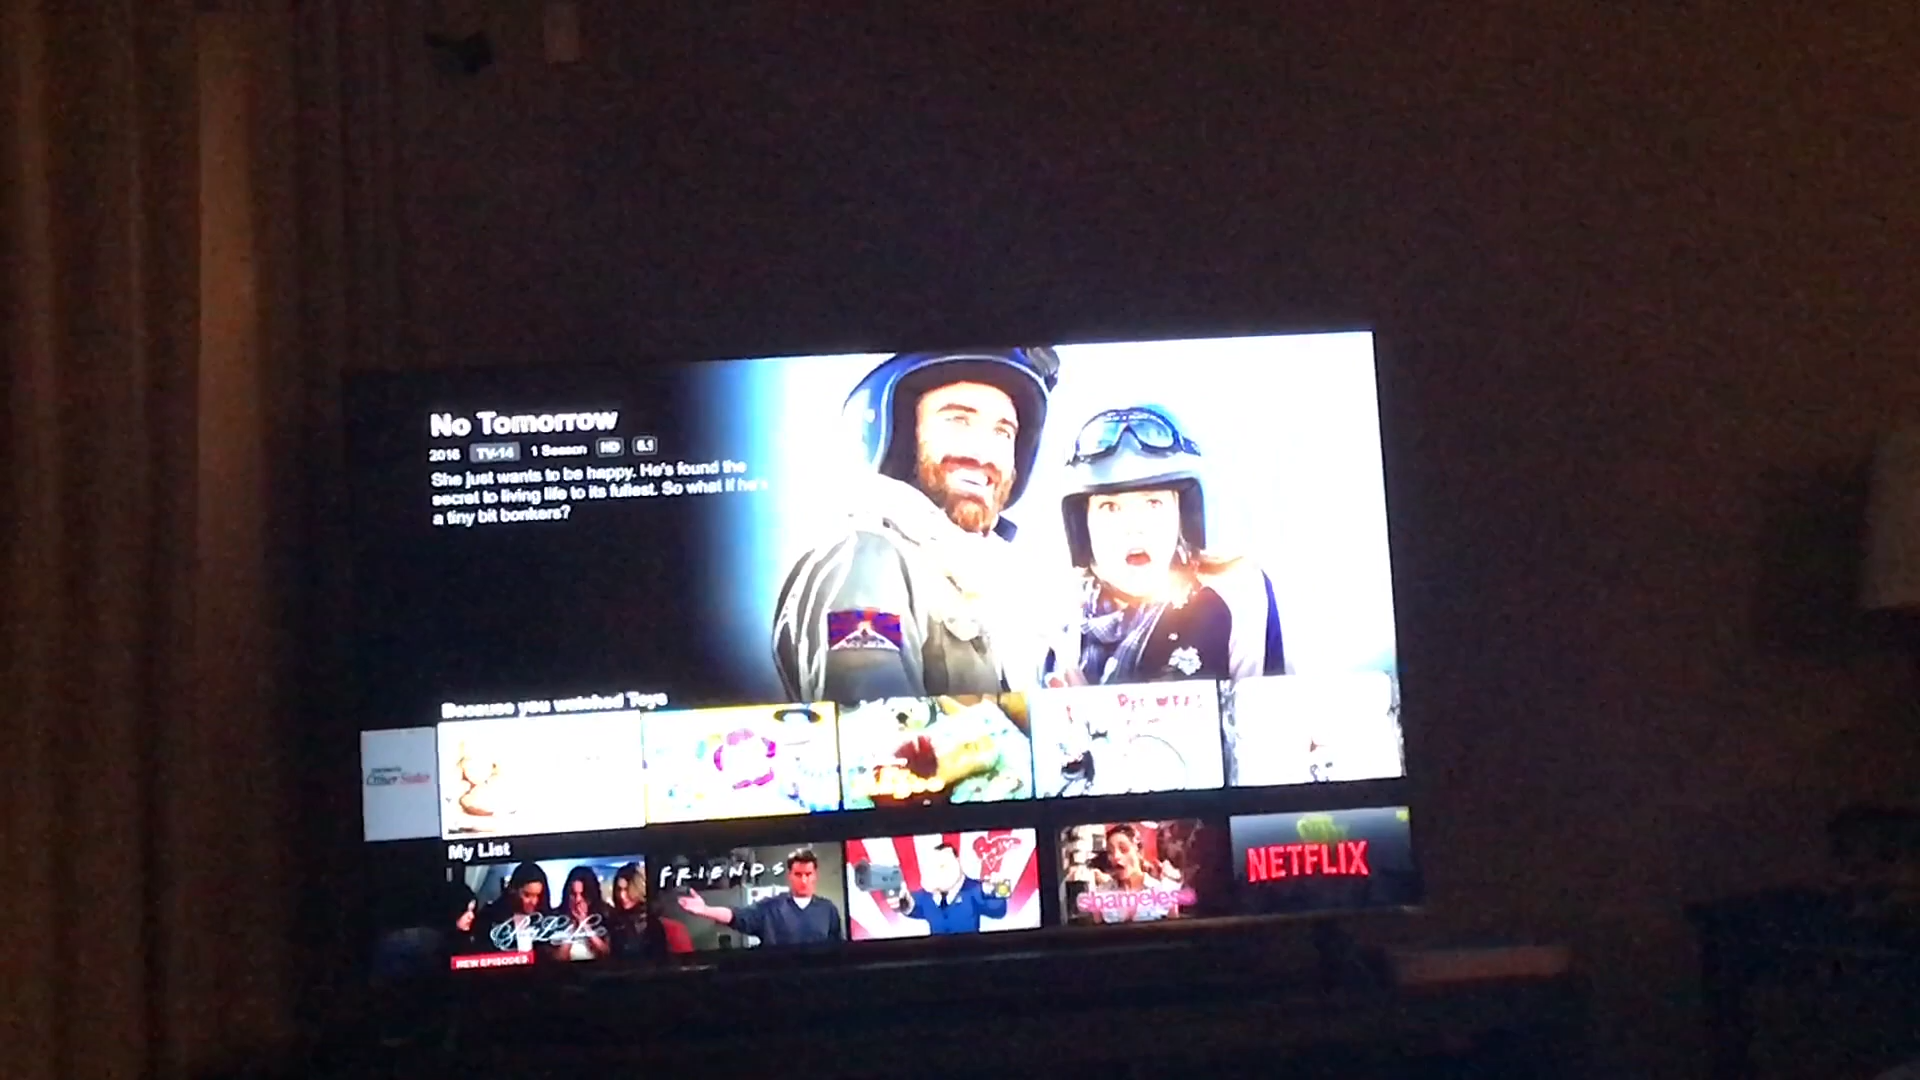 No Tomorrow
2016 TV-14 1 Season HD 5.1
She just wants to be happy. He's found the
secret to living life to its fullest. So what if he's
a tiny bit bonkers?
Because you watched Toys
My List
FRIENDS
shameless
NETFLIX
NEW EPISODES